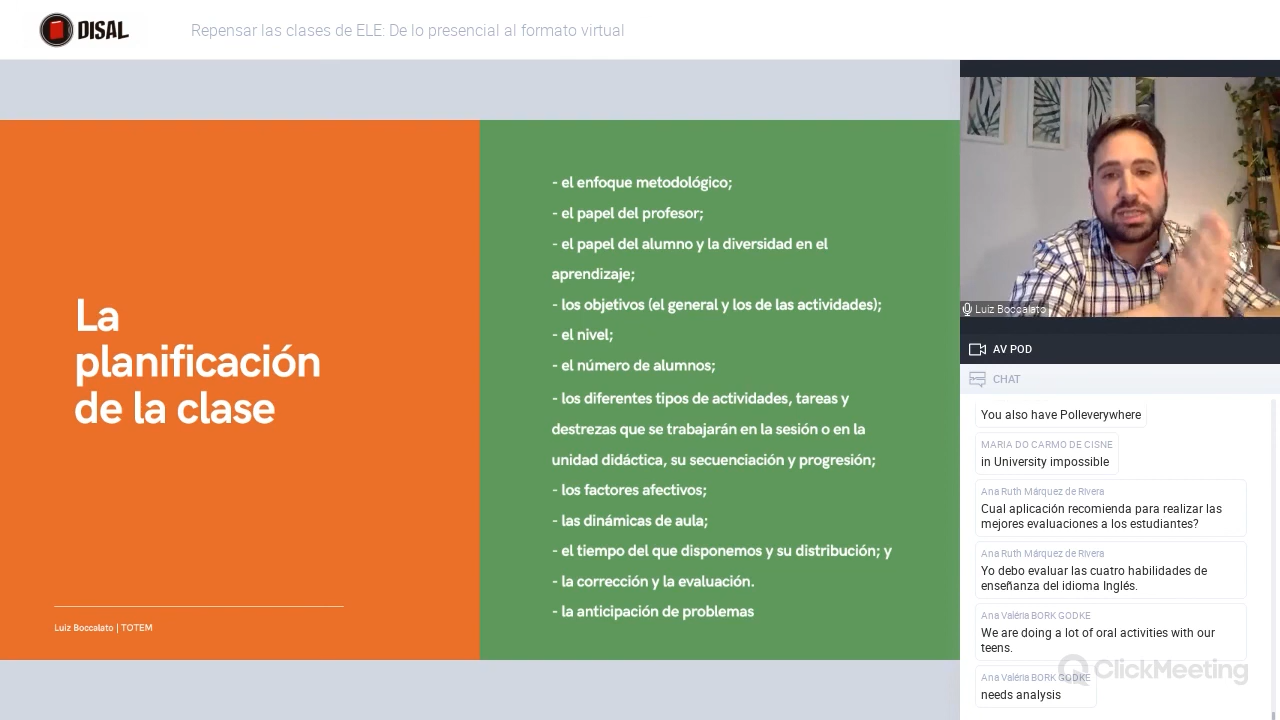 DISAL
Repensar las clases de ELE: De lo presencial al formato virtual
La
planificación
de la clase
Luiz Boccalato | TOTEM
- el enfoque metodológico;
- el papel del profesor;
- el papel del alumno y la diversidad en el
aprendizaje;
- los objetivos (el general y los de las actividades);
- el nivel;
- el número de alumnos;
- los diferentes tipos de actividades, tareas y
destrezas que se trabajarán en la sesión o en la
unidad didáctica, su secuenciación y progresión;
- los factores afectivos;
- las dinámicas de aula;
- el tiempo del que disponemos y su distribución; y
- la corrección y la evaluación.
- la anticipación de problemas
Luiz Boccalato
AV POD
CHAT
You also have Polleverywhere
MARIA DO CARMO DE CISNE
in University impossible
Ana Ruth Márquez de Rivera
Cual aplicación recomienda para realizar las
mejores evaluaciones a los estudiantes?
Ana Ruth Márquez de Rivera
Yo debo evaluar las cuatro habilidades de
enseñanza del idioma Inglés.
Ana Valéria BORK GODKE
We are doing a lot of oral activities with our
teens.
Ana Valéria BORK GODKE
needs analysis
ClickMeeting